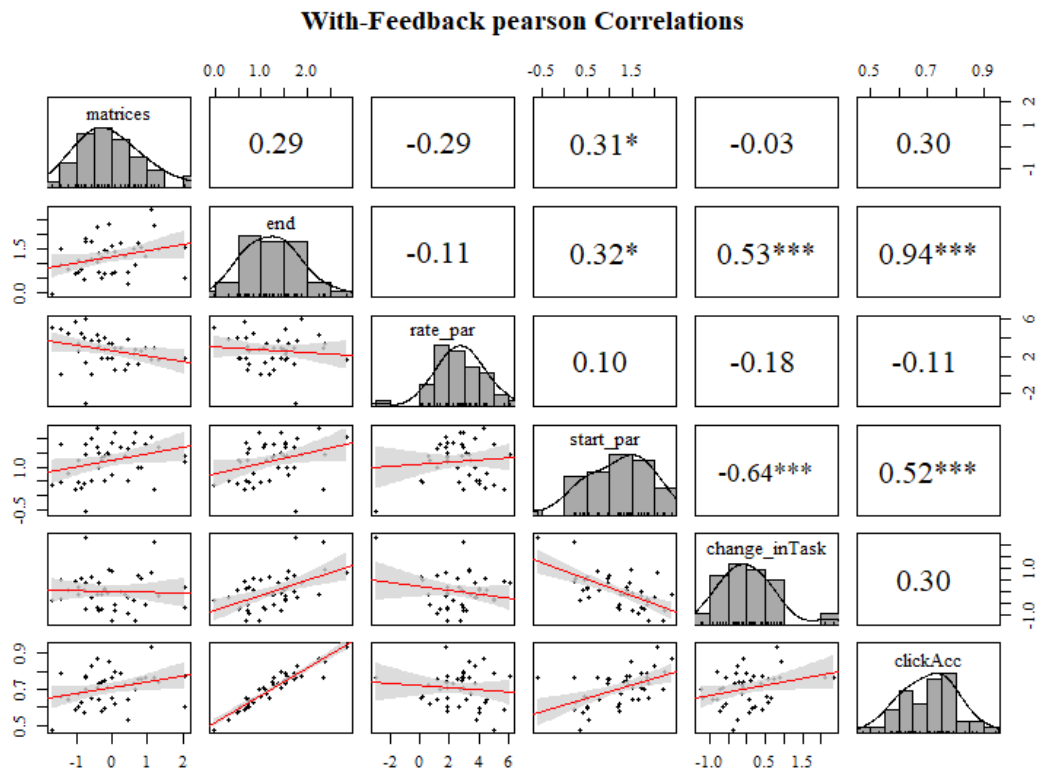 With-Feedback pearson Correlations
0.0 1.0 2.0 -0.5 1.5 0.5 0.7 0.9
matrices 0.29 -0.29 0.31* -0.03 0.30
-1 1 2
0.0 1.5
end -0.11 0.32* 0.53*** 0.94***
rate_par 0.10 -0.18 -0.11
-2 2 6
-0.5 1.0
start_par -0.64*** 0.52***
change_inTask 0.30
-1.0 1.0
0.5 0.7 0.9
clickAcc
-1 0 1 2 -2 0 2 4 6 -1.0 0.5 1.5